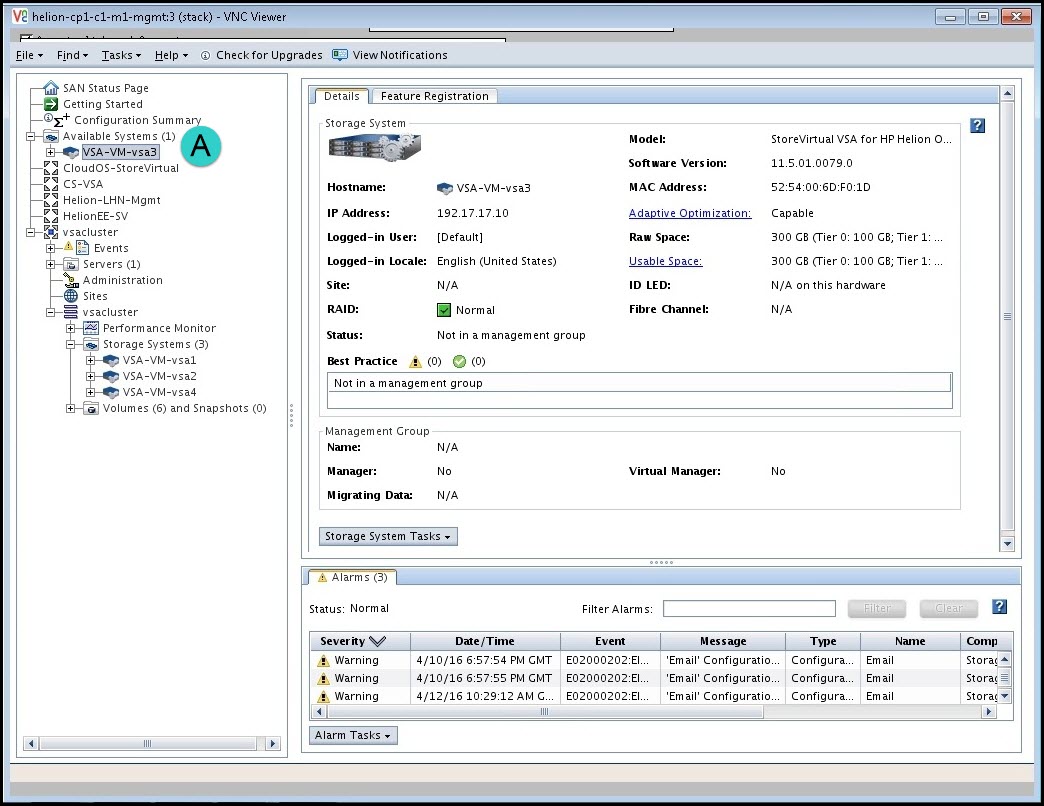 helion-cp1-c1-m1-mgmt:3 (stack) - VNC Viewer
File Find Tasks Help Check for Upgrades View Notifications
SAN Status Page
Getting Started
Configuration Summary
Available Systems (1)
VSA-VM-vsa3
A
CloudOS-StoreVirtual
CS-VSA
Helion-LHN-Mgmt
HelionEE-SV
vsacluster
Events
Servers (1)
Administration
Sites
vsacluster
Performance Monitor
Storage Systems (3)
VSA-VM-vsa1
VSA-VM-vsa2
VSA-VM-vsa4
Volumes (6) and Snapshots (0)
Details Feature Registration
Storage System
Model: StoreVirtual VSA for HP Helion O...
Software Version: 11.5.01.0079.0
Hostname: VSA-VM-vsa3 MAC Address: 52:54:00:6D:F0:1D
IP Address: 192.17.17.10 Adaptive Optimization: Capable
Logged-in User: [Default] Raw Space: 300 GB (Tier 0: 100 GB; Tier 1: ...
Logged-in Locale: English (United States) Usable Space: 300 GB (Tier 0: 100 GB; Tier 1: ...
Site: N/A ID LED: N/A on this hardware
RAID: Normal Fibre Channel: N/A
Status: Not in a management group
Best Practice (0) (0)
Not in a management group
Management Group
Name: N/A
Manager: No Virtual Manager: No
Migrating Data: N/A
Storage System Tasks
Alarms (3)
Status: Normal Filter Alarms: Filter Clear
Severity Date/Time Event Message Type Name Comp
Warning 4/10/16 6:57:54 PM GMT E02000202:El... 'Email' Configuratio... Configura... Email Storag
Warning 4/10/16 6:57:55 PM GMT E02000202:El... 'Email' Configuratio... Configura... Email Storag
Warning 4/12/16 10:29:12 AM G... E02000202:El... 'Email' Configuratio... Configura... Email Storag
Alarm Tasks